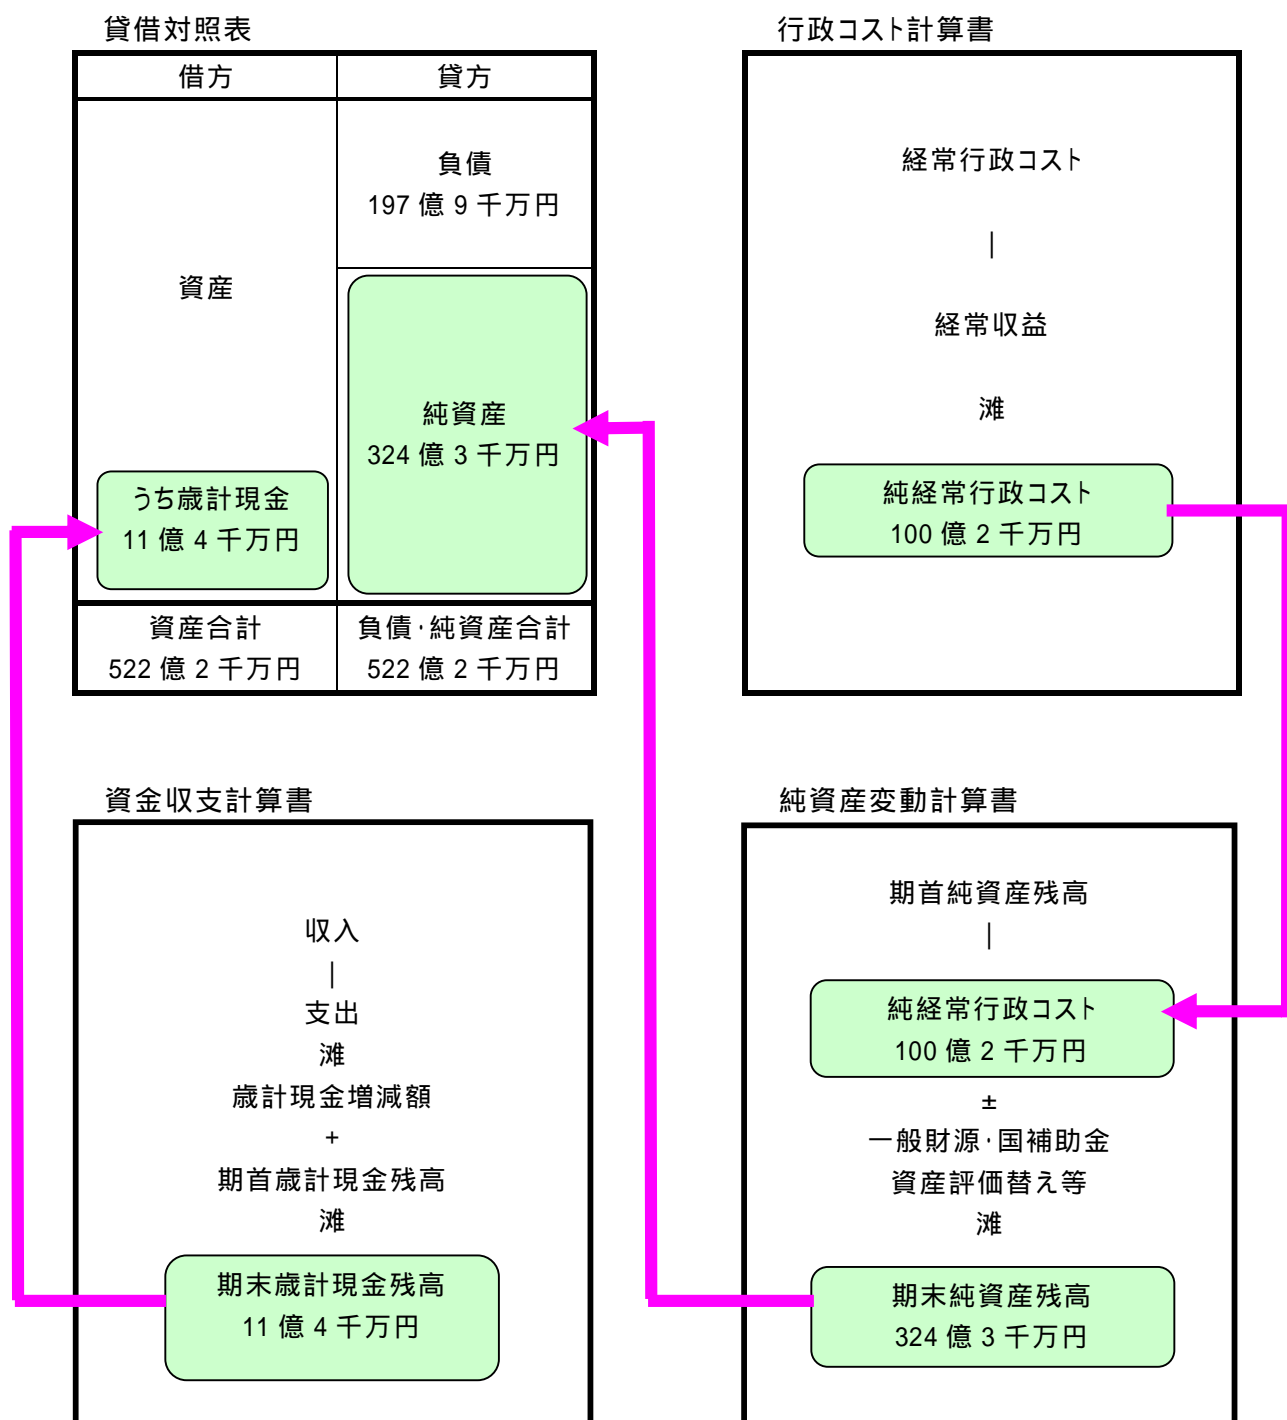 貸借対照表
借方
貸方
資産
うち歳計現金
11 億 4 千万円
負債
197 億 9 千万円
純資産
324 億 3 千万円
資産合計
522 億 2 千万円
負債・純資産合計
522 億 2 千万円
行政コスト計算書
経常行政コスト
|
経常収益
滩
純経常行政コスト
100 億 2 千万円
資金収支計算書
収入
|
支出
滩
歳計現金増減額
+
期首歳計現金残高
滩
期末歳計現金残高
11 億 4 千万円
純資産変動計算書
期首純資産残高
|
純経常行政コスト
100 億 2 千万円
±
一般財源・国補助金
資産評価替え等
滩
期末純資産残高
324 億 3 千万円